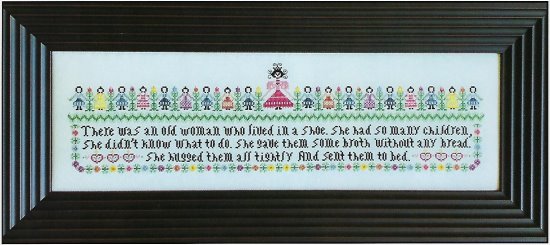 There was an old woman who lived in a shoe. She had so many children,
She didn't know what to do. She gave them some broth without any bread.
She hugged them all tightly And sent them to bed.